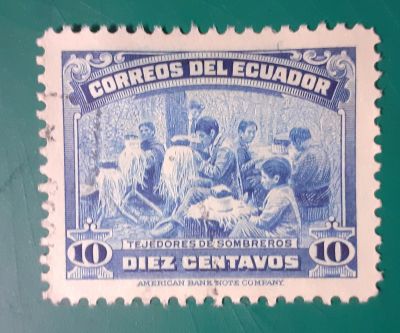 CORREOS DEL ECUADOR
TEJEDORES DE SOMBREROS
10 DIEZ CENTAVOS 10
AMERICAN BANK NOTE COMPANY.